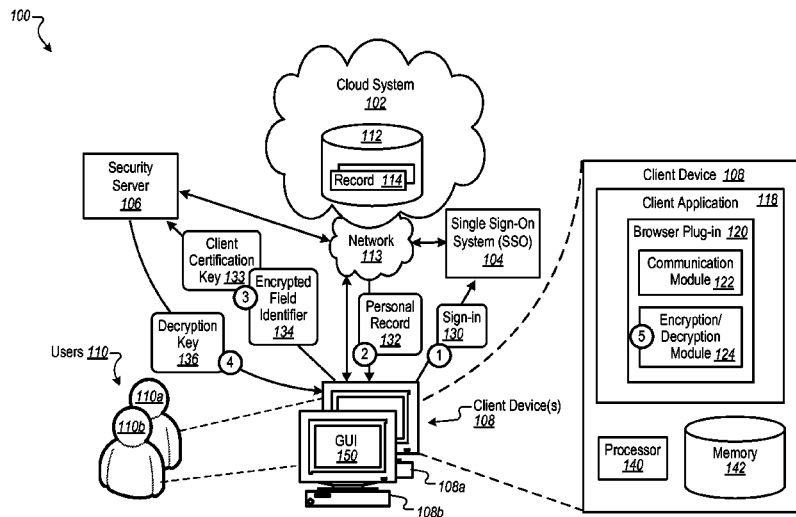 100
Cloud System
102
112
Record 114
Security
Server
106
Network
113
Single Sign-On
System (SSO)
104
Client
Certification
Key 133
3
Encrypted
Field
Identifier
134
Personal
Record
132
2
Sign-in
130
1
Decryption
Key
136
4
Users 110
110a
110b
GUI
150
Client Device(s)
108
108a
108b
Client Device 108
Client Application
118
Browser Plug-in 120
Communication
Module 122
5
Encryption/
Decryption
Module 124
Processor
140
Memory
142